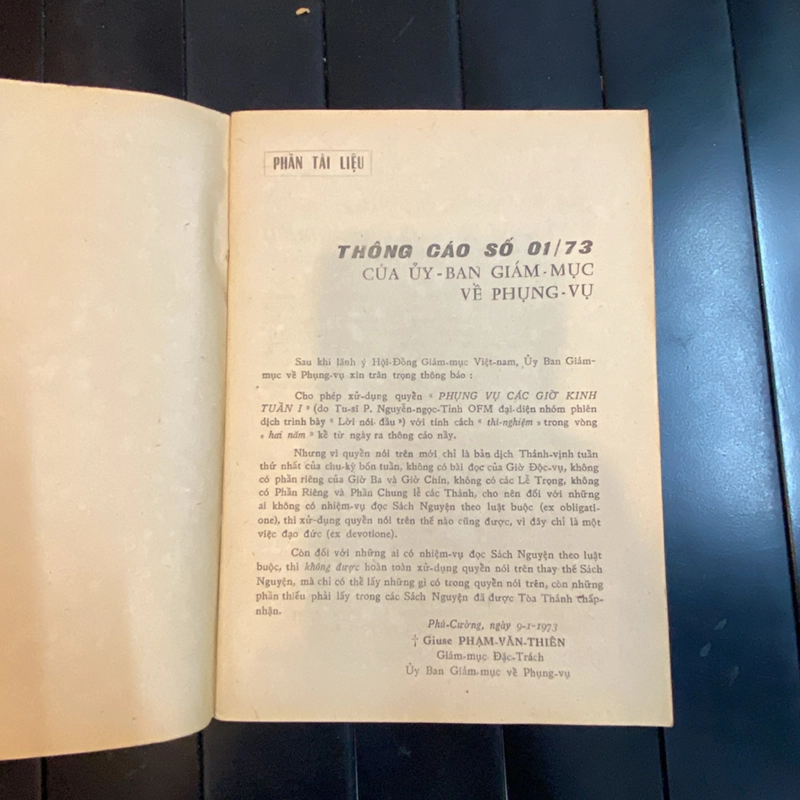 PHẦN TÀI LIỆU
THÔNG CÁO SỐ 01/73
CỦA ỦY-BAN GIÁM-MỤC
VỀ PHỤNG-VỤ
Sau khi lãnh ý Hội-Đồng Giám-mục Việt-nam, Ủy Ban Giám-
mục về Phụng-vụ xin trân trọng thông báo :
Cho phép xử-dụng quyển « PHỤNG VỤ CÁC GIỜ KINH
TUẦN I » (do Tu-sĩ P. Nguyễn-ngọc-Tỉnh OFM đại-diện nhóm phiên
dịch trình bày « Lời nói đầu ») với tính cách « thí-nghiệm » trong vòng
« hai năm » kể từ ngày ra thông cáo nầy.
Nhưng vì quyển nói trên mới chỉ là bản dịch Thánh-vịnh tuần
thứ nhất của chu-kỳ bốn tuần, không có bài đọc của Giờ Độc-vụ, không
có phần riêng của Giờ Ba và Giờ Chín, không có các Lễ Trọng, không
có Phần Riêng và Phần Chung lễ các Thánh, cho nên đối với những
ai không có nhiệm-vụ đọc Sách Nguyện theo luật buộc (ex obligati-
one), thì xử-dụng quyển nói trên thế nào cũng được, vì đây chỉ là một
việc đạo đức (ex devotione).
Còn đối với những ai có nhiệm-vụ đọc Sách Nguyện theo luật
buộc, thì không được hoàn toàn xử-dụng quyển nói trên thay thế Sách
Nguyện, mà chỉ có thể lấy những gì có trong quyển nói trên, còn những
phần thiếu phải lấy trong các Sách Nguyện đã được Tòa Thánh chấp-
nhận.
Phú-Cường, ngày 9-1-1973
† Giuse PHẠM-VĂN-THIÊN
Giám-mục Đặc-Trách
Ủy Ban Giám-mục về Phụng-vụ